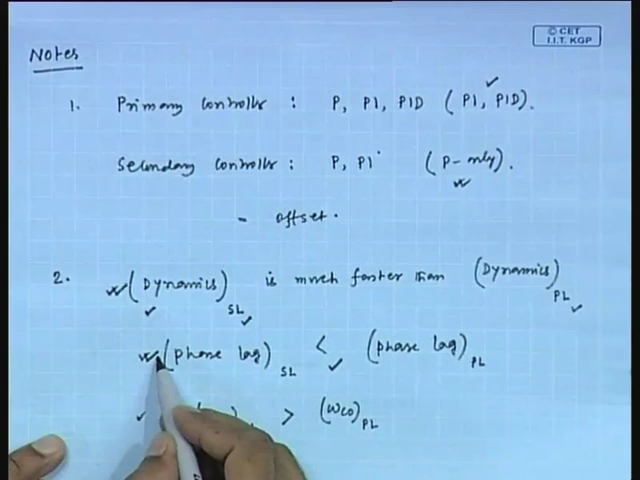 © CET
I.I.T. KGP
Notes
1. Primary Controller : P, PI, PID (PI, PID).
Secondary Controller : P, PI (P-only).
- offset.
2. (Dynamics)SL is much faster than (Dynamics)PL
(phase lag)SL < (phase lag)PL
> (ωco)PL